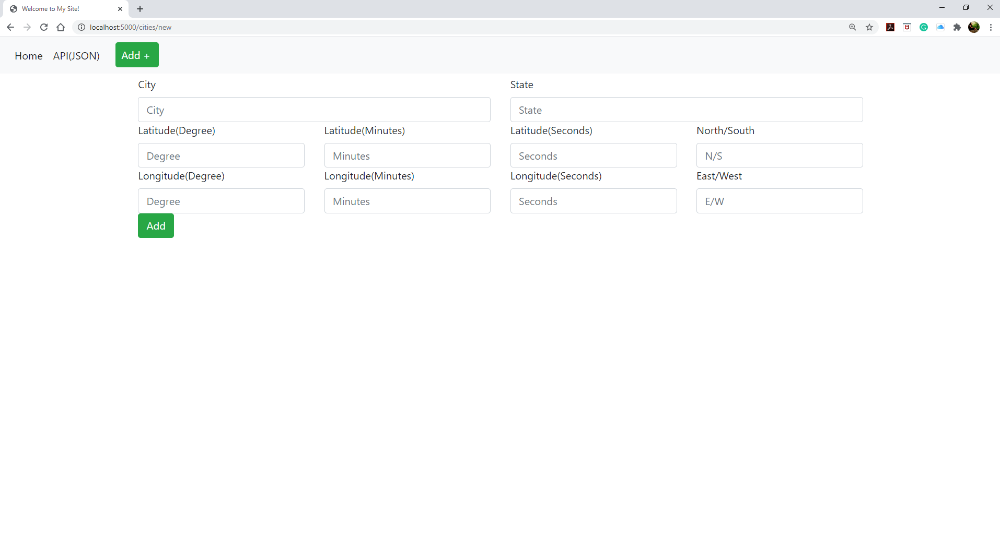 Welcome to My Site!
localhost:5000/cities/new
Home API(JSON) Add +
City State
City State
Latitude(Degree) Latitude(Minutes) Latitude(Seconds) North/South
Degree Minutes Seconds N/S
Longitude(Degree) Longitude(Minutes) Longitude(Seconds) East/West
Degree Minutes Seconds E/W
Add